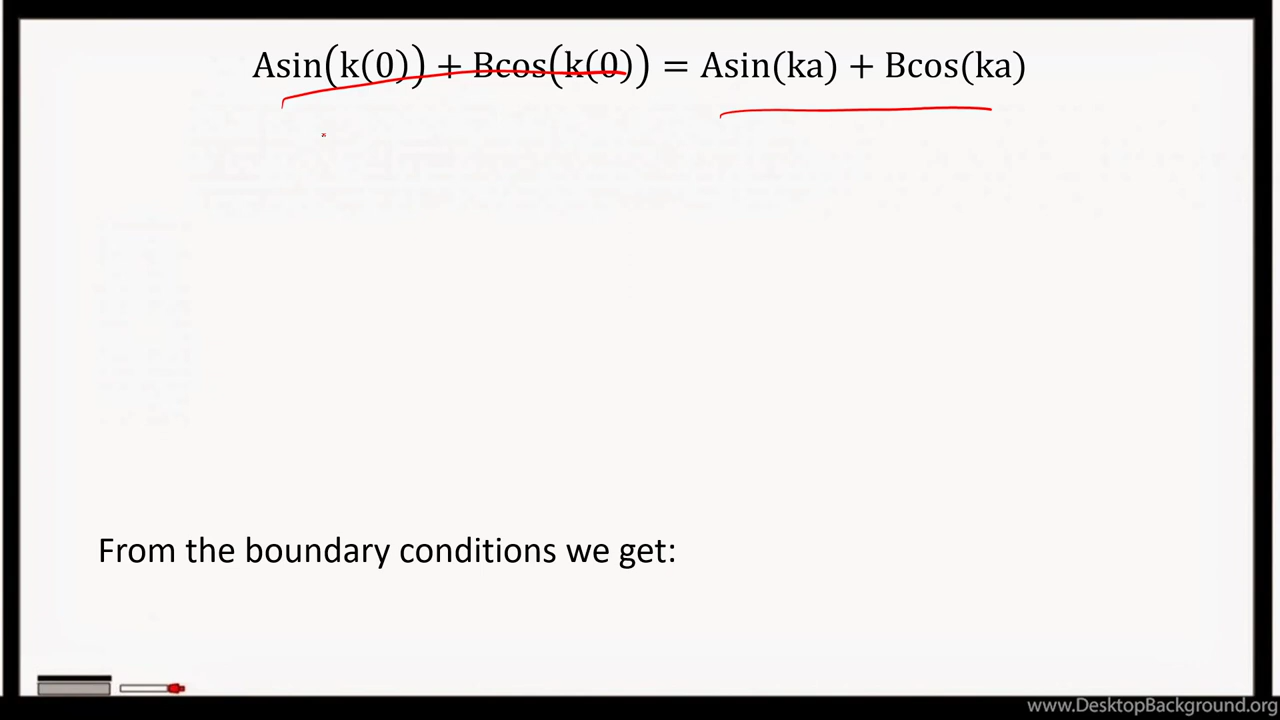 Asin(k(0)) + Bcos(k(0)) = Asin(ka) + Bcos(ka)
From the boundary conditions we get:
www.DesktopBackground.org